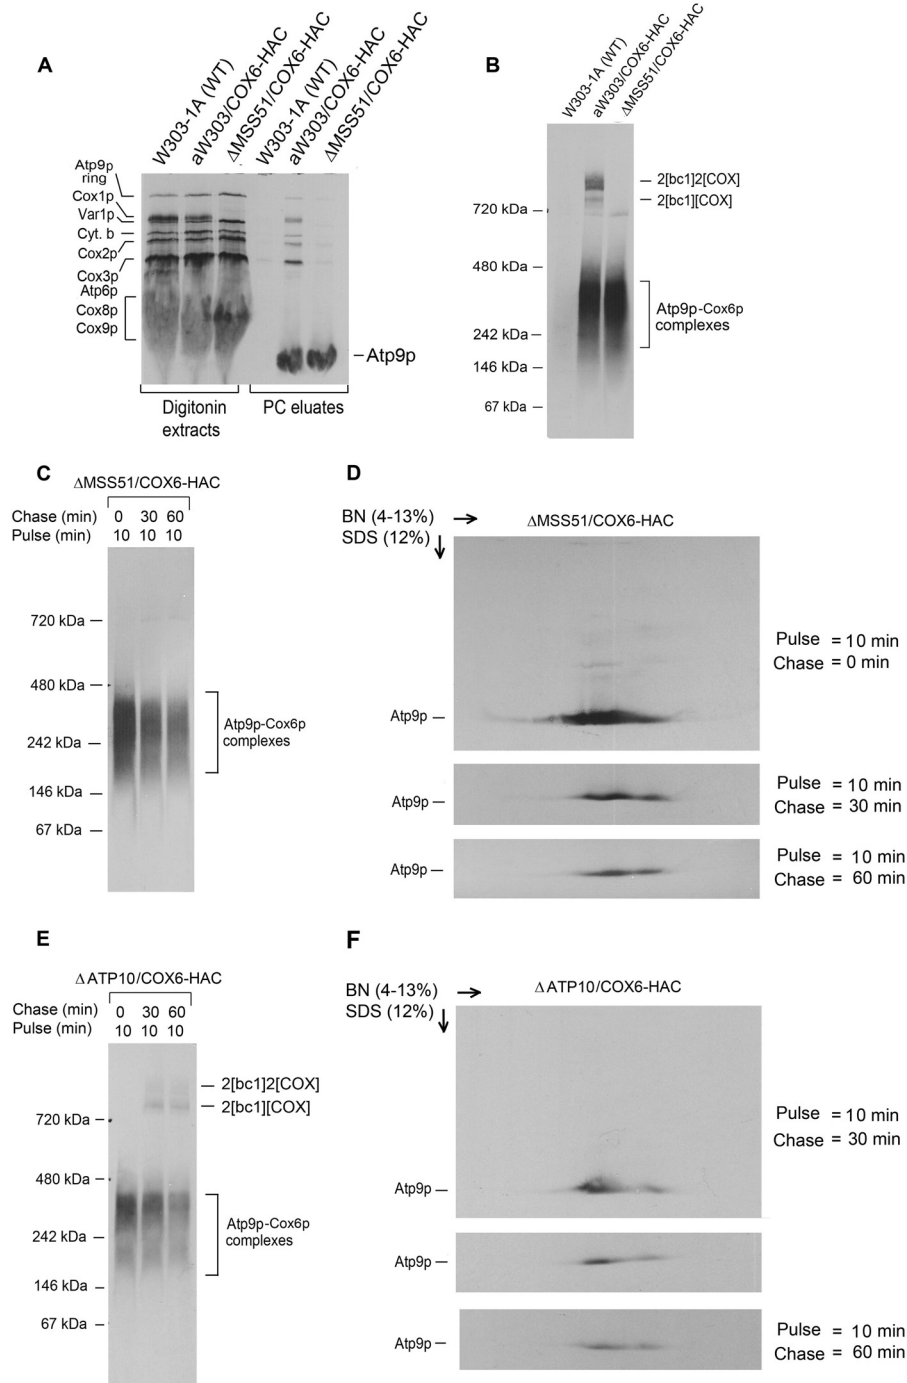 A
W303-1A (WT)
aW303/COX6-HAC
ΔMSS51/COX6-HAC
W303-1A (WT)
aW303/COX6-HAC
ΔMSS51/COX6-HAC
Atp9p
ring
Cox1p
Var1p
Cyt. b
Cox2p
Cox3p
Atp6p
Cox8p
Cox9p
Atp9p
Digitonin
extracts
PC eluates
B
W303-1A (WT)
aW303/COX6-HAC
ΔMSS51/COX6-HAC
2[bc1]2[COX]
2[bc1][COX]
720 kDa
480 kDa
242 kDa
146 kDa
67 kDa
Atp9p-Cox6p
complexes
C
ΔMSS51/COX6-HAC
Chase (min) 0 30 60
Pulse (min) 10 10 10
720 kDa
480 kDa
242 kDa
146 kDa
67 kDa
Atp9p-Cox6p
complexes
D
BN (4-13%)
SDS (12%)
ΔMSS51/COX6-HAC
Pulse = 10 min
Chase = 0 min
Atp9p
Pulse = 10 min
Chase = 30 min
Atp9p
Pulse = 10 min
Chase = 60 min
Atp9p
E
ΔATP10/COX6-HAC
Chase (min) 0 30 60
Pulse (min) 10 10 10
2[bc1]2[COX]
2[bc1][COX]
720 kDa
480 kDa
242 kDa
146 kDa
67 kDa
Atp9p-Cox6p
complexes
F
BN (4-13%)
SDS (12%)
ΔATP10/COX6-HAC
Pulse = 10 min
Chase = 30 min
Atp9p
Atp9p
Pulse = 10 min
Chase = 60 min
Atp9p